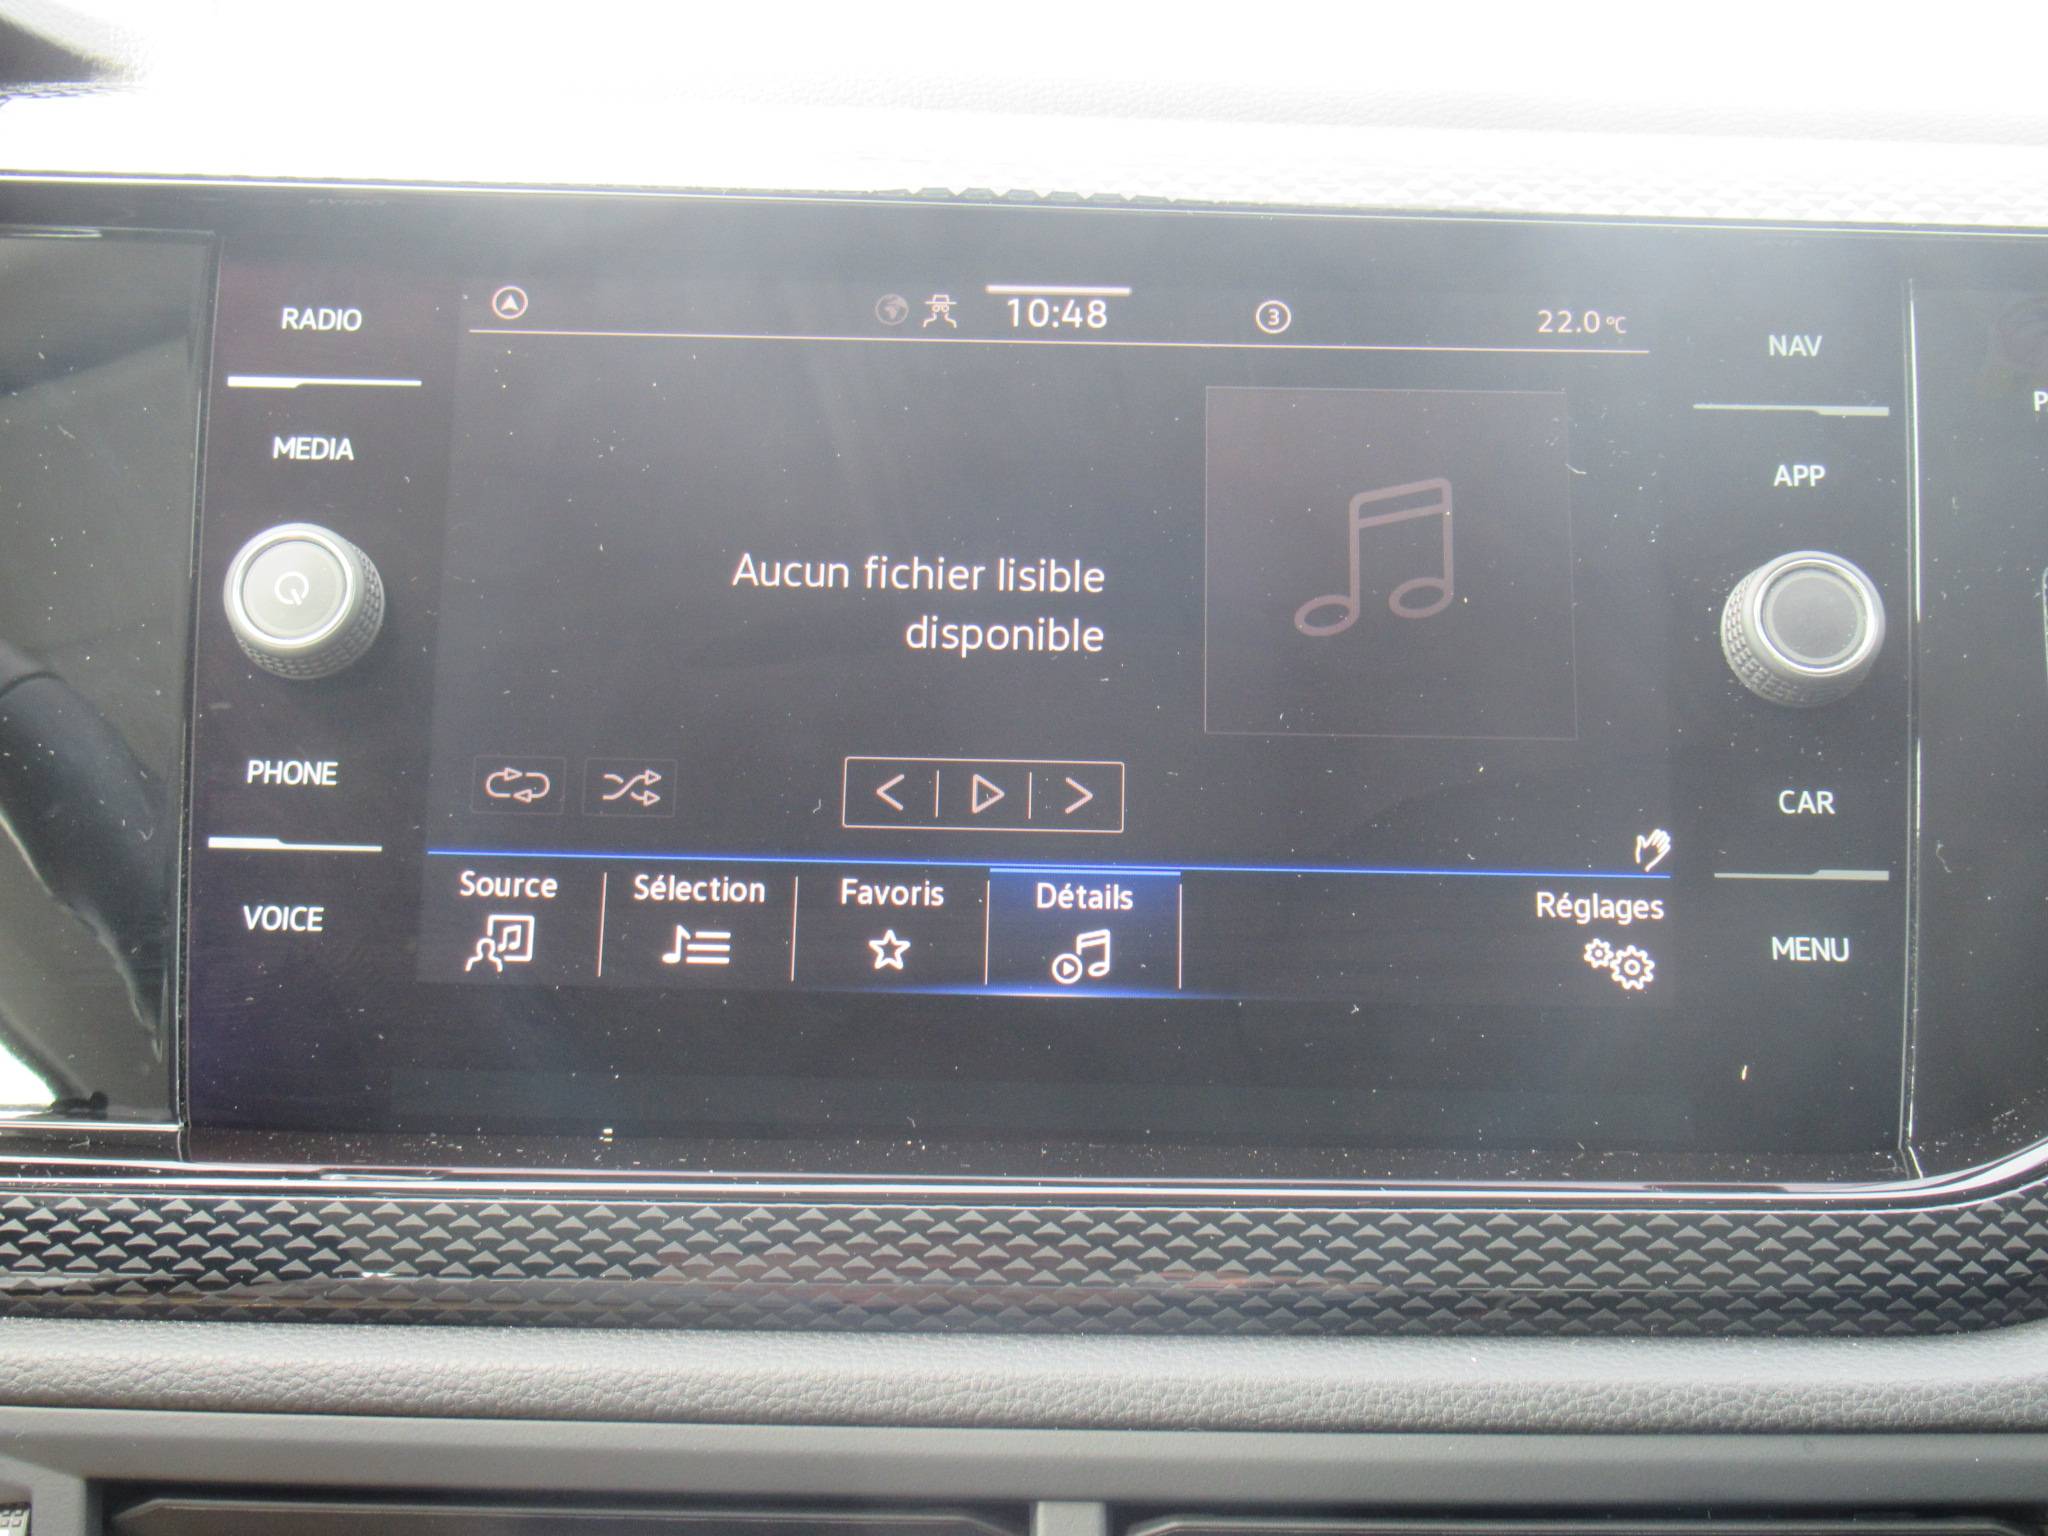 RADIO
MEDIA
PHONE
VOICE
10:48
3
22.0 °C
Aucun fichier lisible
disponible
Source
Sélection
Favoris
Détails
Réglages
NAV
APP
CAR
MENU
P